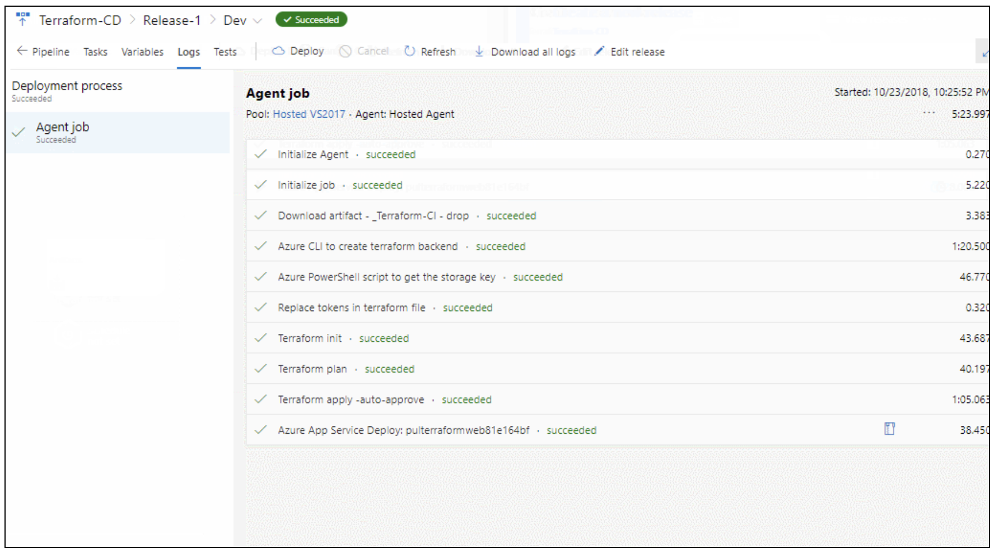 Terraform-CD > Release-1 > Dev Succeeded
Pipeline Tasks Variables Logs Tests Deploy Cancel Refresh Download all logs Edit release
Deployment process
Succeeded
Agent job
Succeeded
Agent job
Started: 10/23/2018, 10:25:52 PM
Pool: Hosted VS2017 · Agent: Hosted Agent
··· 5:23.997
Initialize Agent · succeeded 0.270
Initialize job · succeeded 5.220
Download artifact - _Terraform-CI - drop · succeeded 3.383
Azure CLI to create terraform backend · succeeded 1:20.500
Azure PowerShell script to get the storage key · succeeded 46.770
Replace tokens in terraform file · succeeded 0.320
Terraform init · succeeded 43.687
Terraform plan · succeeded 40.197
Terraform apply -auto-approve · succeeded 1:05.063
Azure App Service Deploy: pulterraformweb81e164bf · succeeded 38.450